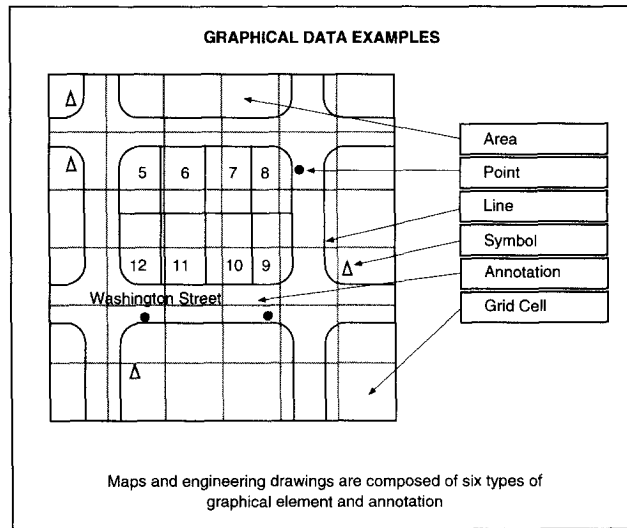 GRAPHICAL DATA EXAMPLES
Area
Point
Line
Symbol
Annotation
Grid Cell
5 6 7 8
12 11 10 9
Washington Street
Maps and engineering drawings are composed of six types of
graphical element and annotation